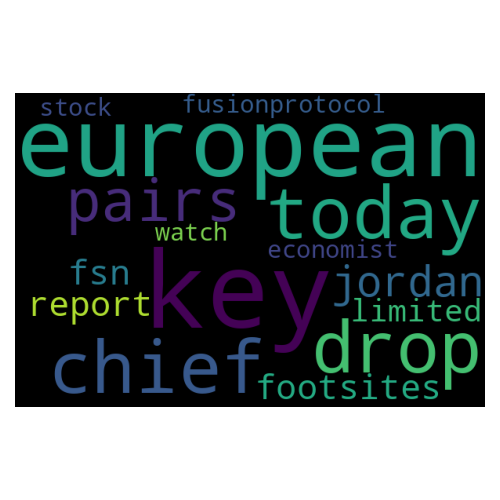 stock fusionprotocol
european
pairs today
watch
economist
fsn key jordan
report limited
chief drop
footsites